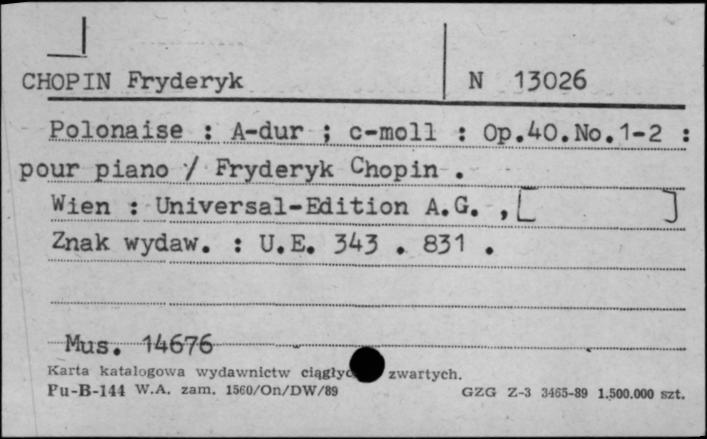 CHOPIN Fryderyk N 13026
Polonaise : A-dur ; c-moll : Op.40.No.1-2 :
pour piano / Fryderyk Chopin .
Wien : Universal-Edition A.G. , [ ]
Znak wydaw. : U.E. 343 . 831 .
Mus. 14676
Karta katalogowa wydawnictw zwartych.
Pu-B-144 W.A. zam. 1560/On/DW/89 GZG Z-3 3465-89 1.500.000 szt.